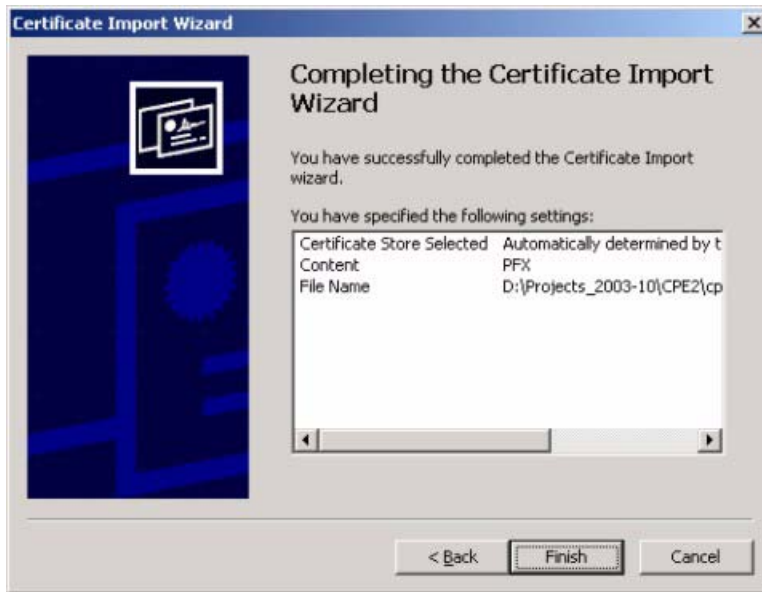 Certificate Import Wizard
Completing the Certificate Import
Wizard
You have successfully completed the Certificate Import
wizard.
You have specified the following settings:
Certificate Store Selected Automatically determined by t
Content PFX
File Name D:\Projects_2003-10\CPE2\cp
< Back Finish Cancel